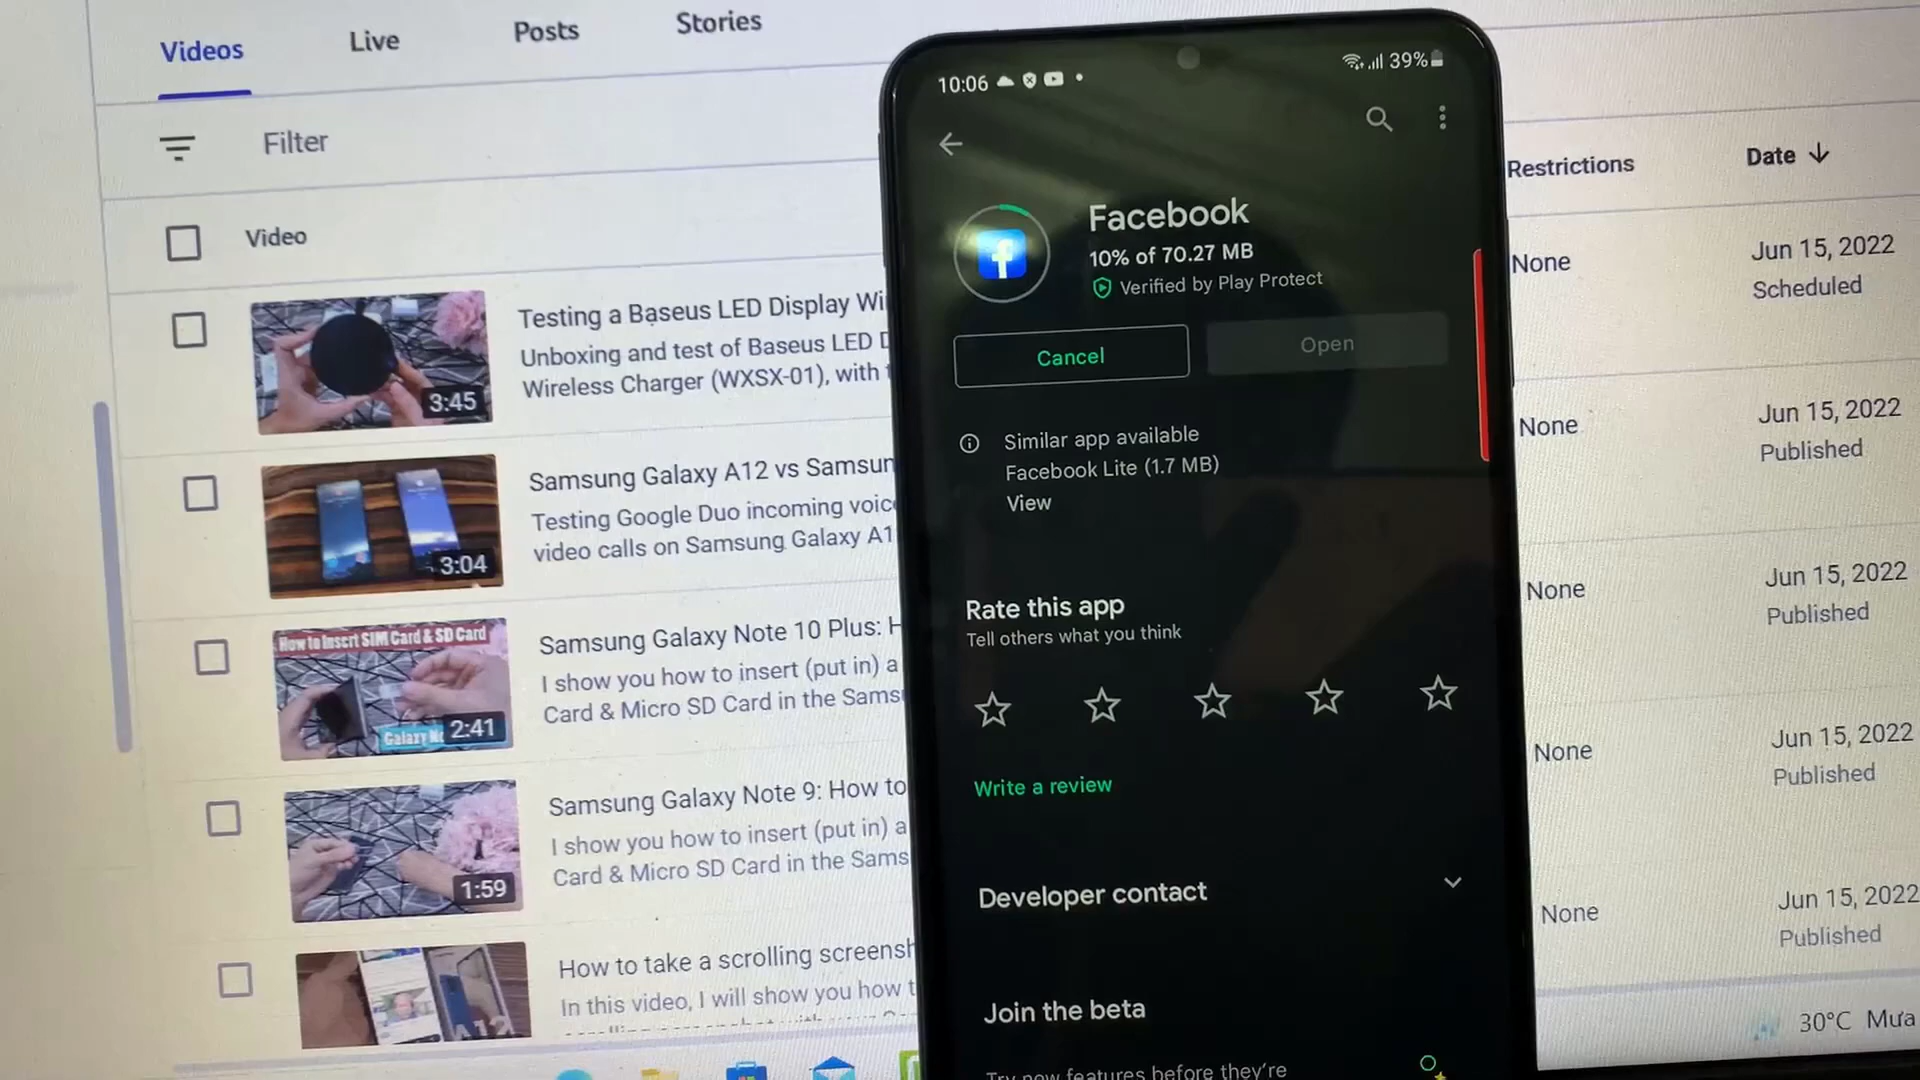 Videos
Live
Posts
Stories
Filter
Restrictions
Date
Video
3:45
Testing a Baseus LED Display Wi
Unboxing and test of Baseus LED D
Wireless Charger (WXSX-01), with
None
Jun 15, 2022
Scheduled
3:04
Samsung Galaxy A12 vs Samsun
Testing Google Duo incoming voic
video calls on Samsung Galaxy A1
None
Jun 15, 2022
Published
How to Insert SIM Card & SD Card
2:41
Samsung Galaxy Note 10 Plus: H
I show you how to insert (put in) a
Card & Micro SD Card in the Sams
None
Jun 15, 2022
Published
1:59
Samsung Galaxy Note 9: How to
I show you how to insert (put in) a
Card & Micro SD Card in the Sams
None
Jun 15, 2022
Published
A12
How to take a scrolling screensh
In this video, I will show you how t
None
Jun 15, 2022
Published
30°C Mưa
10:06
39%
Facebook
10% of 70.27 MB
Verified by Play Protect
Cancel
Open
Similar app available
Facebook Lite (1.7 MB)
View
Rate this app
Tell others what you think
Write a review
Developer contact
Join the beta
Try new features before they're